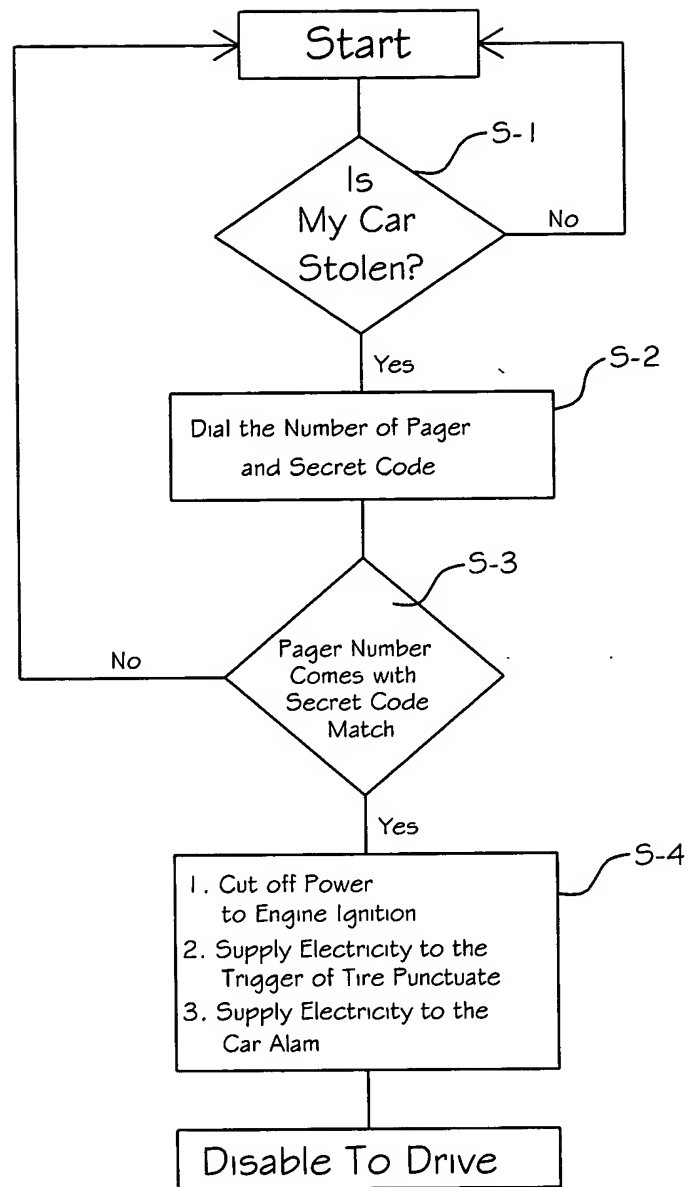 Start
S-1
Is
My Car
Stolen?
No
Yes
S-2
Dial the Number of Pager
and Secret Code
S-3
No
Pager Number
Comes with
Secret Code
Match
Yes
S-4
1. Cut off Power
to Engine Ignition
2. Supply Electricity to the
Trigger of Tire Punctuate
3. Supply Electricity to the
Car Alam
Disable To Drive